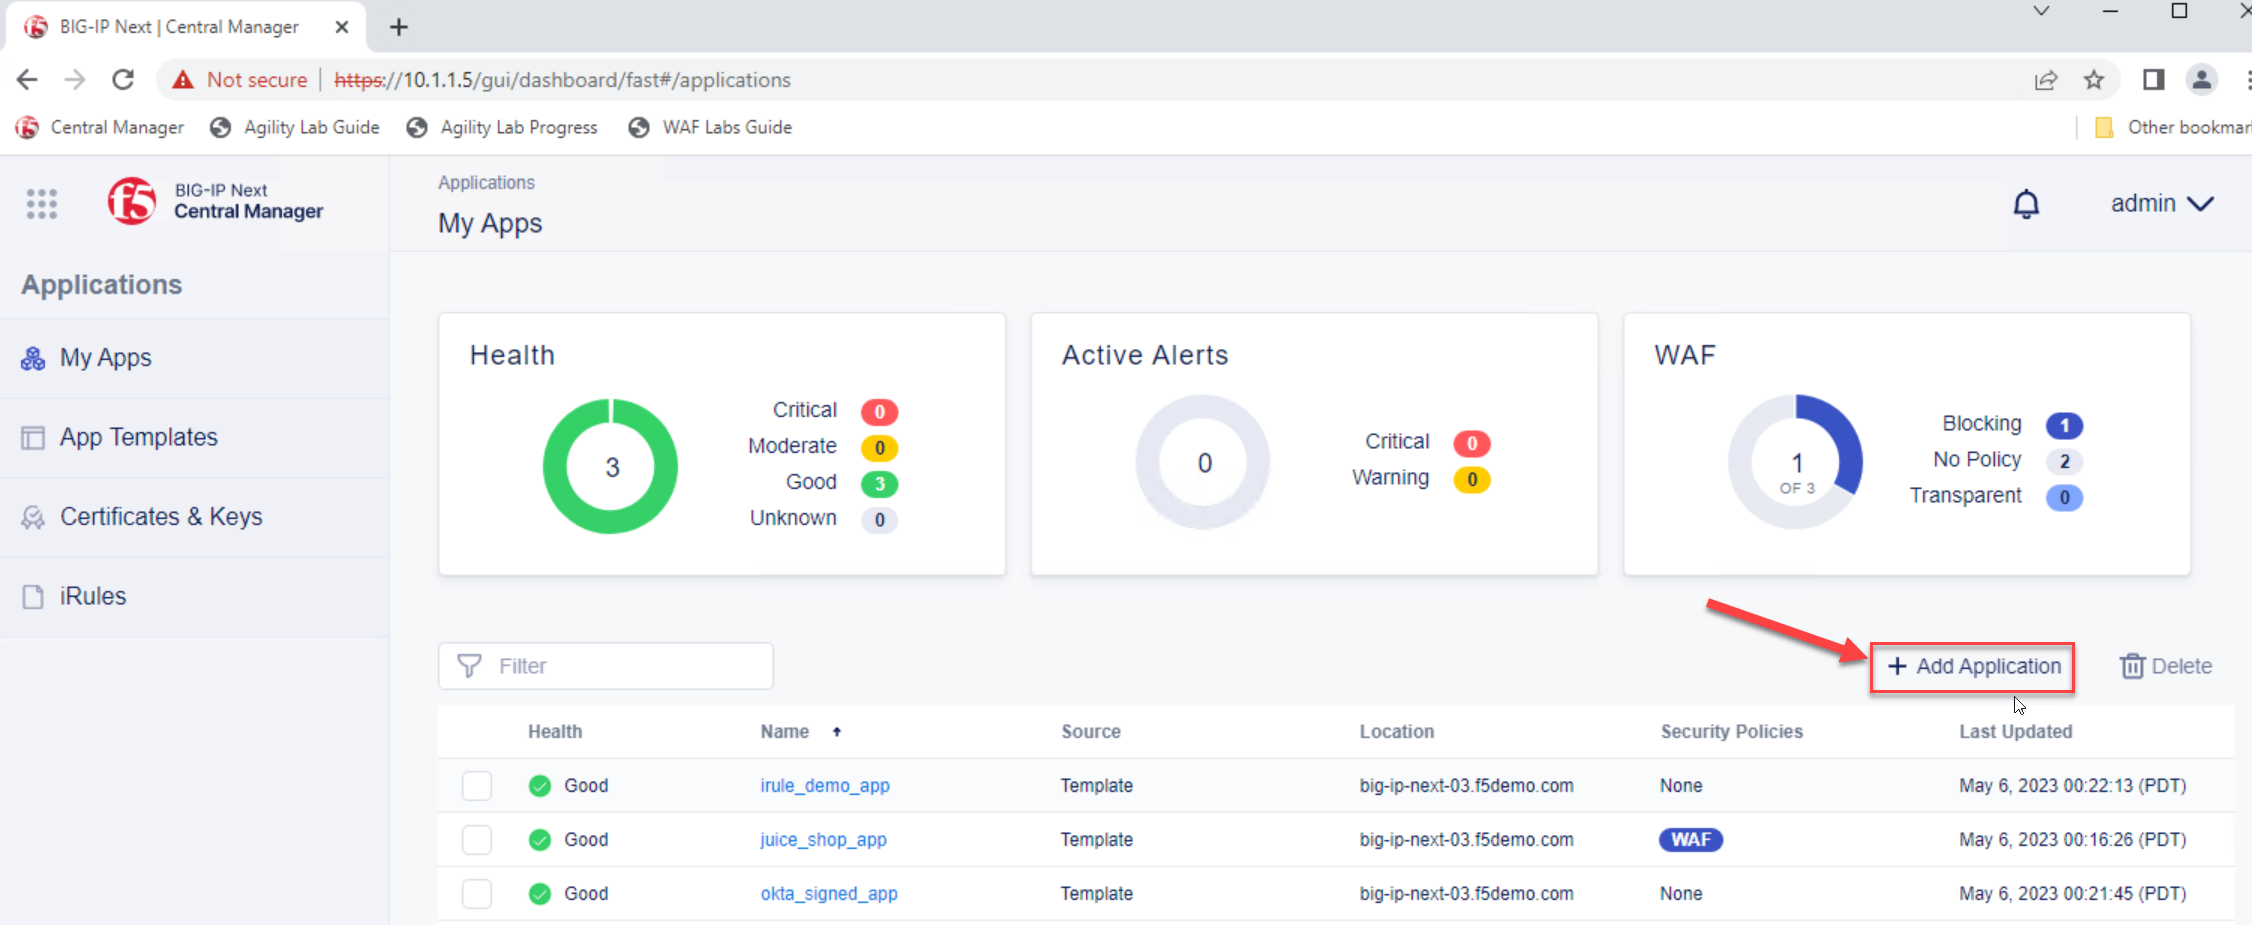 BIG-IP Next | Central Manager
Not secure | https://10.1.1.5/gui/dashboard/fast#/applications
Central Manager Agility Lab Guide Agility Lab Progress WAF Labs Guide Other
f5 BIG-IP Next
Central Manager
Applications
My Apps
admin
Applications
My Apps
App Templates
Certificates & Keys
iRules
Health
3
Critical 0
Moderate 0
Good 3
Unknown 0
Active Alerts
0
Critical 0
Warning 0
WAF
1
OF 3
Blocking 1
No Policy 2
Transparent 0
Filter
+ Add Application Delete
Health Name Source Location Security Policies Last Updated
Good irule_demo_app Template big-ip-next-03.f5demo.com None May 6, 2023 00:22:13 (PDT)
Good juice_shop_app Template big-ip-next-03.f5demo.com WAF May 6, 2023 00:16:26 (PDT)
Good okta_signed_app Template big-ip-next-03.f5demo.com None May 6, 2023 00:21:45 (PDT)